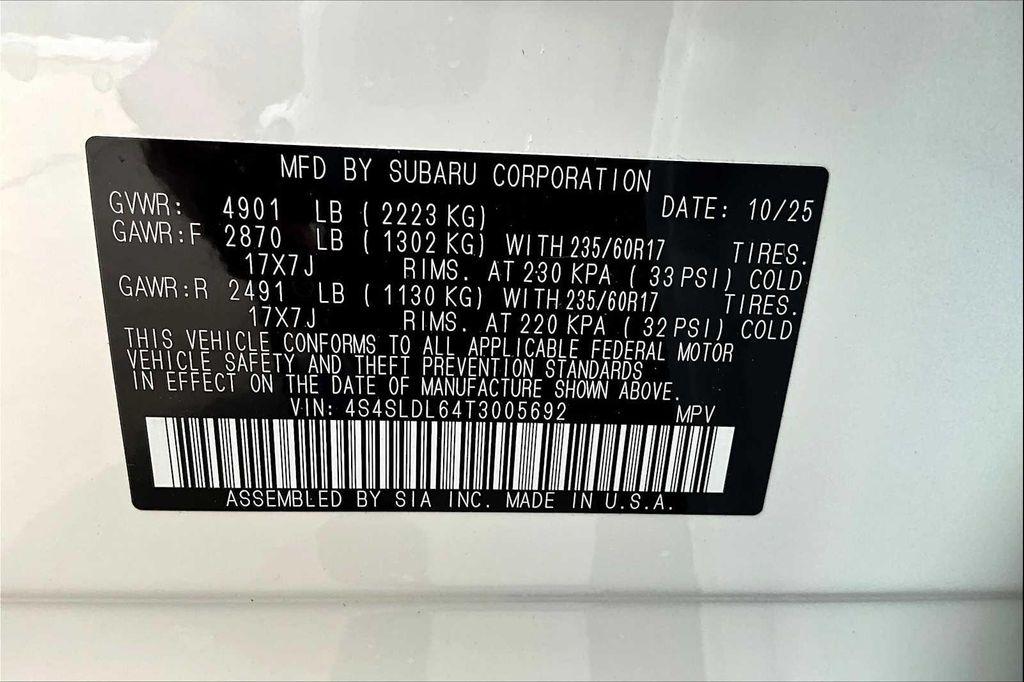 MFD BY SUBARU CORPORATION
GVWR: 4901 LB ( 2223 KG) DATE: 10/25
GAWR:F 2870 LB ( 1302 KG) WITH 235/60R17 TIRES.
17X7J RIMS. AT 230 KPA ( 33 PSI) COLD
GAWR:R 2491 LB ( 1130 KG) WITH 235/60R17 TIRES.
17X7J RIMS. AT 220 KPA ( 32 PSI) COLD
THIS VEHICLE CONFORMS TO ALL APPLICABLE FEDERAL MOTOR
VEHICLE SAFETY AND THEFT PREVENTION STANDARDS
IN EFFECT ON THE DATE OF MANUFACTURE SHOWN ABOVE.
VIN: 4S4SLDL64T3005692 MPV
ASSEMBLED BY SIA INC. MADE IN U.S.A.